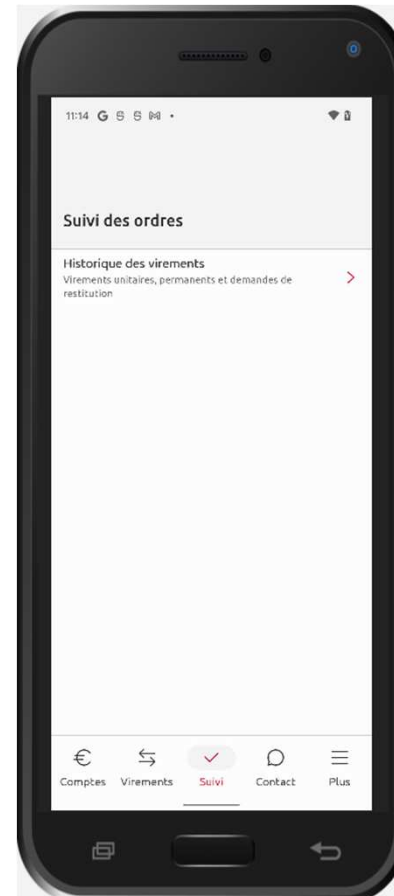 11:14 G
Suivi des ordres
Historique des virements
Virements unitaires, permanents et demandes de
restitution
€
Comptes Virements Suivi Contact Plus